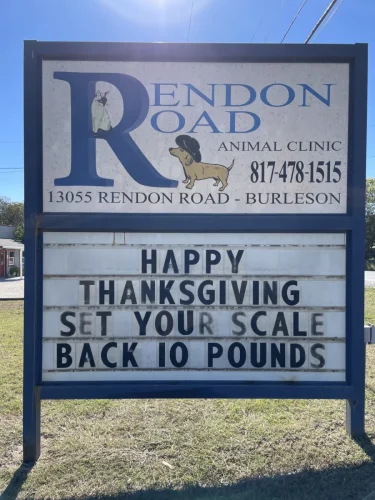 RENDON
ROAD
ANIMAL CLINIC
817-478-1515
13055 RENDON ROAD - BURLESON
HAPPY
THANKSGIVING
SET YOUR SCALE
BACK 10 POUNDS